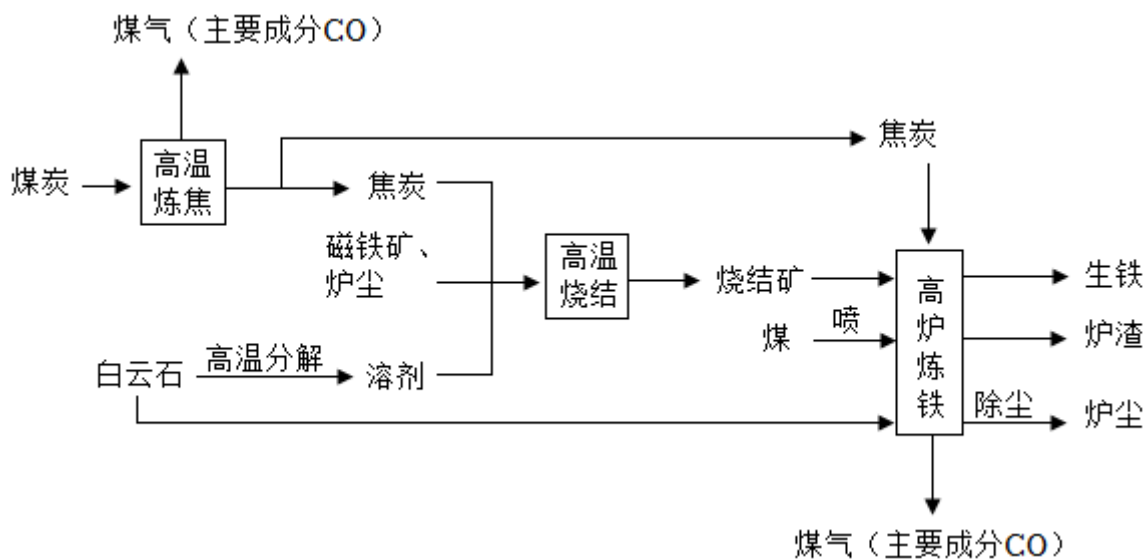 煤气（主要成分CO）
煤炭
高温
炼焦
焦炭
焦炭
磁铁矿、
炉尘
高温
烧结
烧结矿
煤
喷
白云石
高温分解
溶剂
高
炉
炼
铁
生铁
炉渣
除尘
炉尘
煤气（主要成分CO）